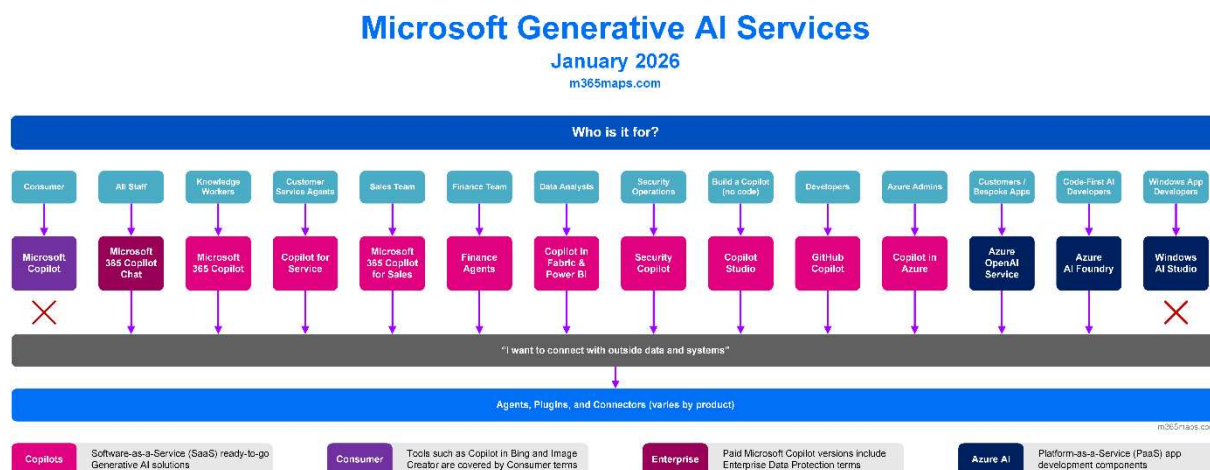 Microsoft Generative AI Services
January 2026
m365maps.com
Who is it for?
Consumer
All Staff
Knowledge
Workers
Customer
Service Agents
Sales Team
Finance Team
Data Analysts
Security
Operations
Build a Copilot
(no code)
Developers
Azure Admins
Customers /
Bespoke Apps
Code-First AI
Developers
Windows App
Developers
Microsoft
Copilot
Microsoft
365 Copilot
Chat
Microsoft
365 Copilot
Copilot for
Service
Microsoft
365 Copilot
for Sales
Finance
Agents
Copilot in
Fabric &
Power BI
Security
Copilot
Copilot
Studio
GitHub
Copilot
Copilot in
Azure
Azure
OpenAI
Service
Azure
AI Foundry
Windows
AI Studio
"I want to connect with outside data and systems"
Agents, PlugIns, and Connectors (varies by product)
m365maps.com
Copilots
Software-as-a-Service (SaaS) ready-to-go
Generative AI solutions
Consumer
Tools such as Copilot in Bing and Image
Creator are covered by Consumer terms
Enterprise
Paid Microsoft Copilot versions include
Enterprise Data Protection terms
Azure AI
Platform-as-a-Service (PaaS) app
development components